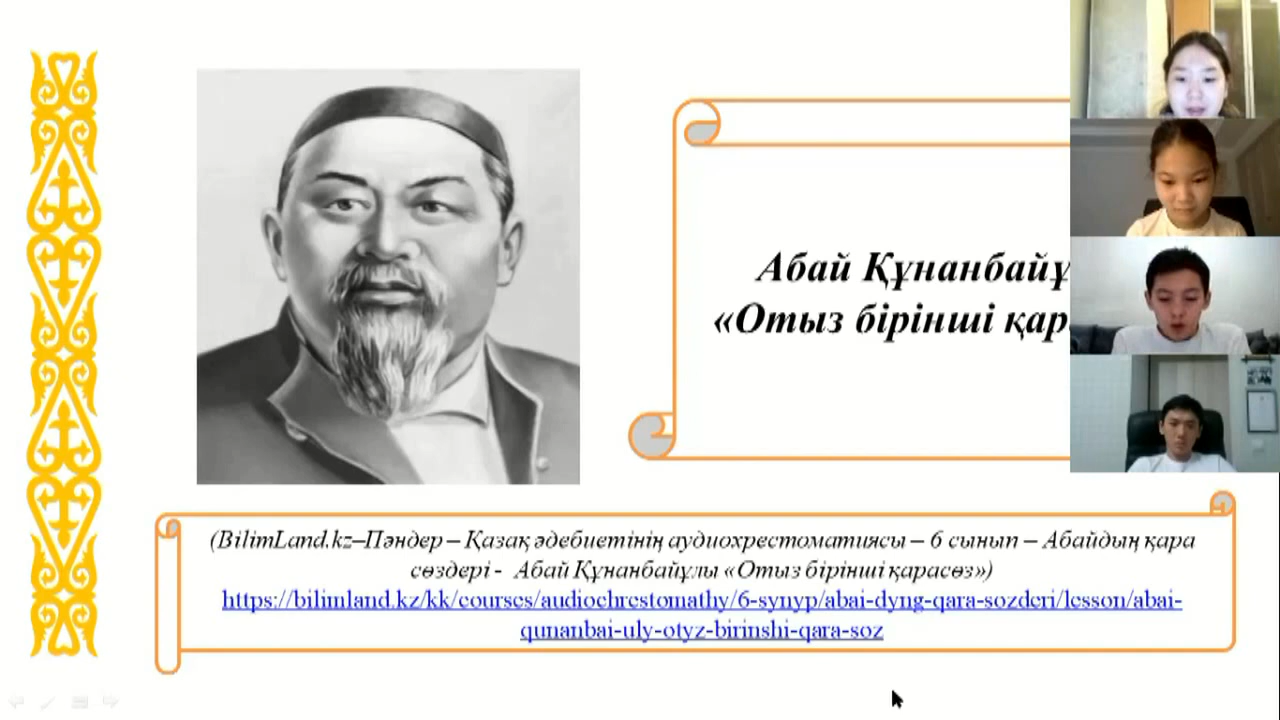 Абай Құнанбайұ
«Отыз бірінші қар
(BilimLand.kz–Пәндер – Қазақ әдебиетінің аудиохрестоматиясы – 6 сынып – Абайдың қара
сөздері - Абай Құнанбайұлы «Отыз бірінші қарасөз»)
https://bilimland.kz/kk/courses/audiochrestomathy/6-synyp/abai-dyng-qara-sozderi/lesson/abai-
qunanbai-uly-otyz-birinshi-qara-soz